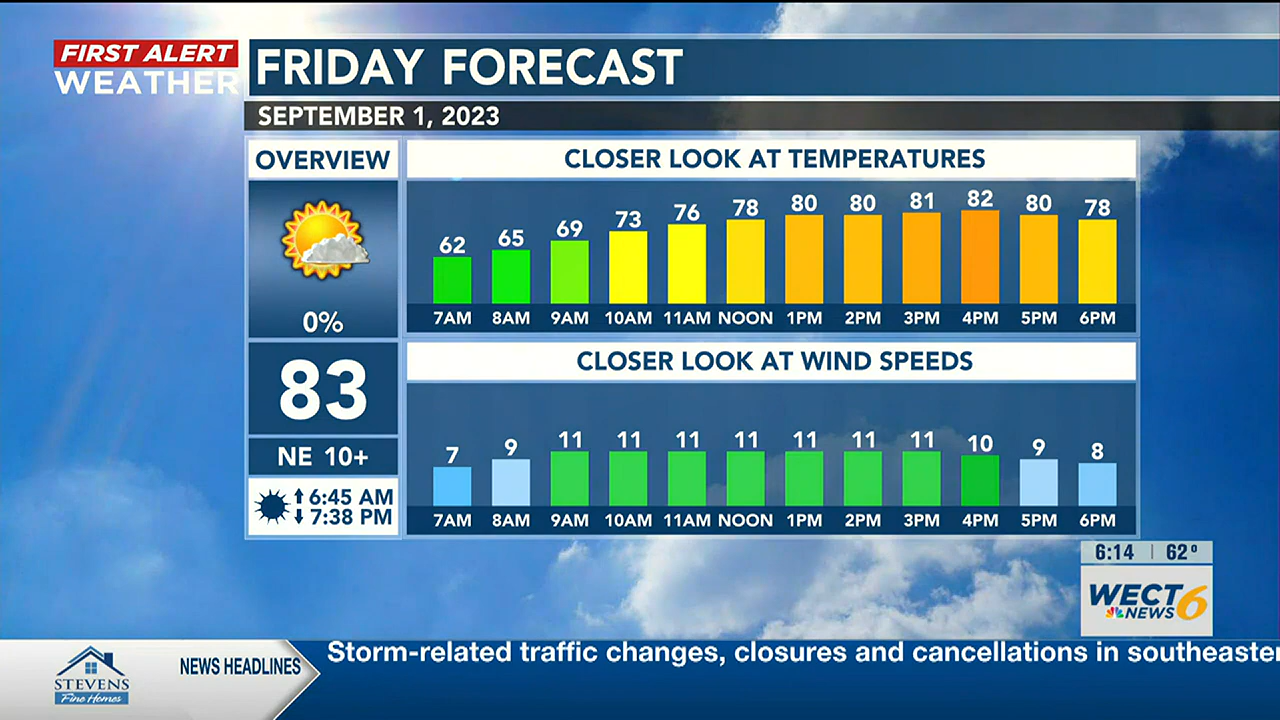 FIRST ALERT
WEATHER
FRIDAY FORECAST
SEPTEMBER 1, 2023
OVERVIEW
0%
83
NE 10+
6:45 AM
7:38 PM
CLOSER LOOK AT TEMPERATURES
62 65 69 73 76 78 80 80 81 82 80 78
7AM 8AM 9AM 10AM 11AM NOON 1PM 2PM 3PM 4PM 5PM 6PM
CLOSER LOOK AT WIND SPEEDS
7 9 11 11 11 11 11 11 11 10 9 8
7AM 8AM 9AM 10AM 11AM NOON 1PM 2PM 3PM 4PM 5PM 6PM
6:14 | 62°
WECT 6
NEWS
STEVENS
Fine Homes
NEWS HEADLINES
Storm-related traffic changes, closures and cancellations in southeaste